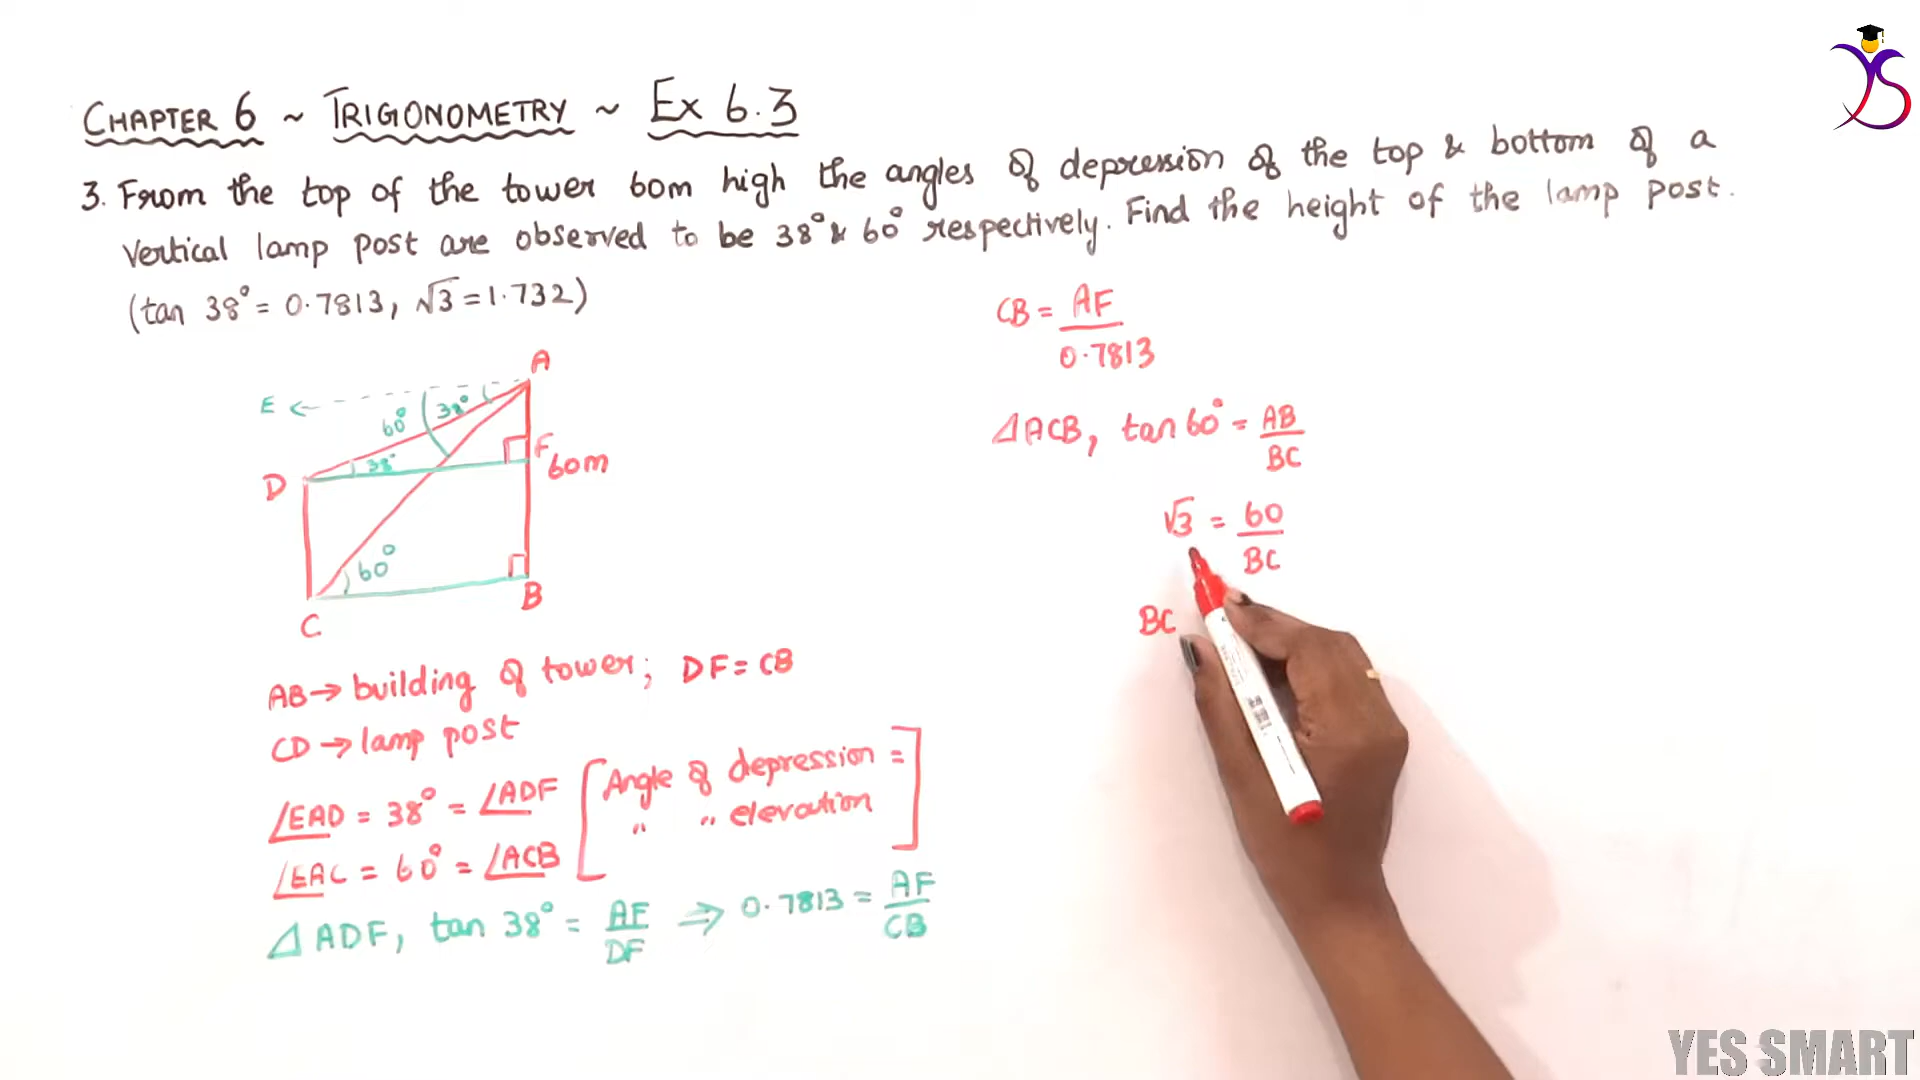 CHAPTER 6 ~ TRIGONOMETRY ~ Ex 6.3
3. From the top of the tower 60m high the angles of depression of the top & bottom of a
vertical lamp post are observed to be 38° & 60° respectively. Find the height of the lamp post.
(tan 38° = 0.7813, √3 = 1.732)
A
E
60°
38°
F
38°
60m
D
60°
B
C
AB → building of tower; DF = CB
CD → lamp post
∠EAD = 38° = ∠ADF [Angle of depression =
∠EAC = 60° = ∠ACB " " elevation]
△ADF, tan 38° = AF/DF ⇒ 0.7813 = AF/CB
CB = AF/0.7813
△ACB, tan 60° = AB/BC
√3 = 60/BC
BC
YS
YES SMART